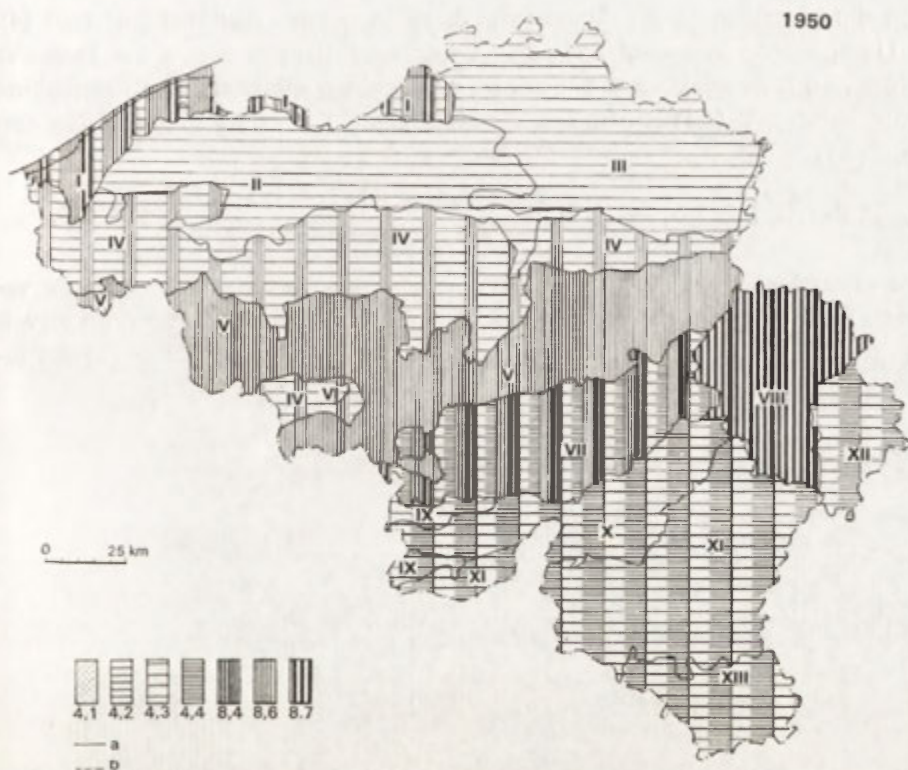 1950
I
I
I
II
III
IV
IV
IV
V
V
V
IV
VI
VII
VIII
XII
IX
X
XI
IX
XI
XIII
0 25 km
4,1 4,2 4,3 4,4 8,4 8,6 8,7
a
b